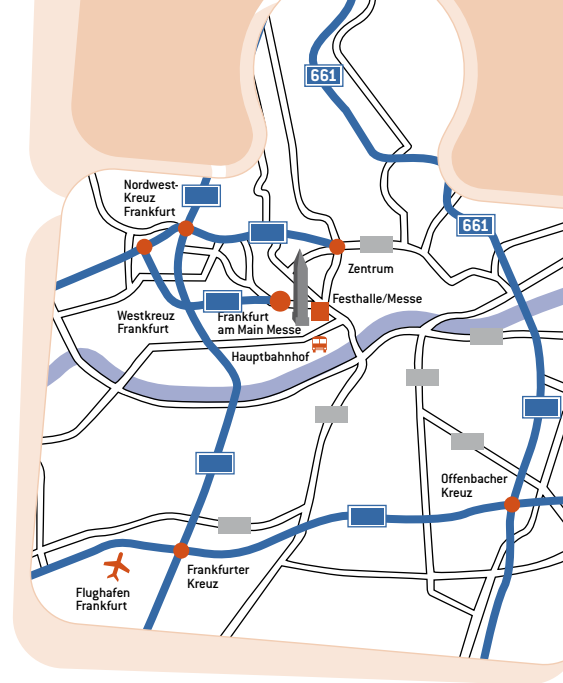 661
Nordwest-
Kreuz
Frankfurt
661
Zentrum
Festhalle/Messe
Westkreuz
Frankfurt
Frankfurt
am Main Messe
Hauptbahnhof
Offenbacher
Kreuz
Frankfurter
Kreuz
Flughafen
Frankfurt